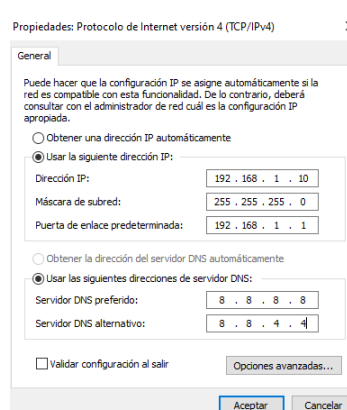 Propiedades: Protocolo de Internet versión 4 (TCP/IPv4)
General
Puede hacer que la configuración IP se asigne automáticamente si la
red es compatible con esta funcionalidad. De lo contrario, deberá
consultar con el administrador de red cuál es la configuración IP
apropiada.
Obtener una dirección IP automáticamente
Usar la siguiente dirección IP:
Dirección IP: 192 . 168 . 1 . 10
Máscara de subred: 255 . 255 . 255 . 0
Puerta de enlace predeterminada: 192 . 168 . 1 . 1
Obtener la dirección del servidor DNS automáticamente
Usar las siguientes direcciones de servidor DNS:
Servidor DNS preferido: 8 . 8 . 8 . 8
Servidor DNS alternativo: 8 . 8 . 4 . 4
Validar configuración al salir
Opciones avanzadas...
Aceptar Cancelar